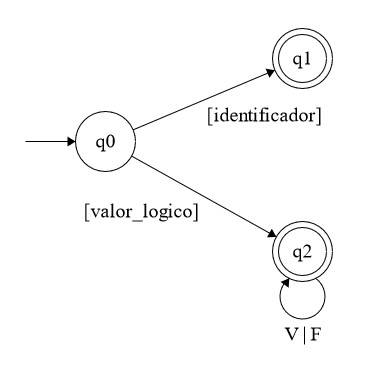 q1
[identificador]
q0
[valor_logico]
q2
V|F